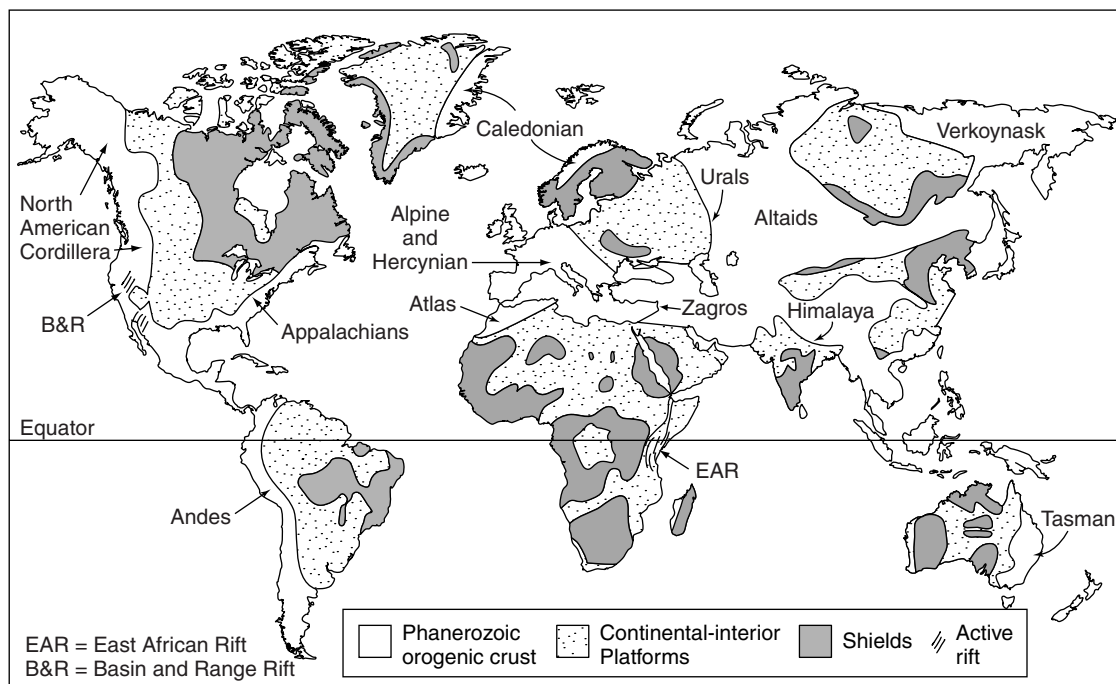 Caledonian
Verkoynask
Urals
North
American
Cordillera
Alpine
and
Hercynian
Altaids
B&R
Appalachians
Atlas
Zagros
Himalaya
Equator
EAR
Andes
Tasman
EAR = East African Rift
B&R = Basin and Range Rift
Phanerozoic
orogenic crust
Continental-interior
Platforms
Shields
Active
rift